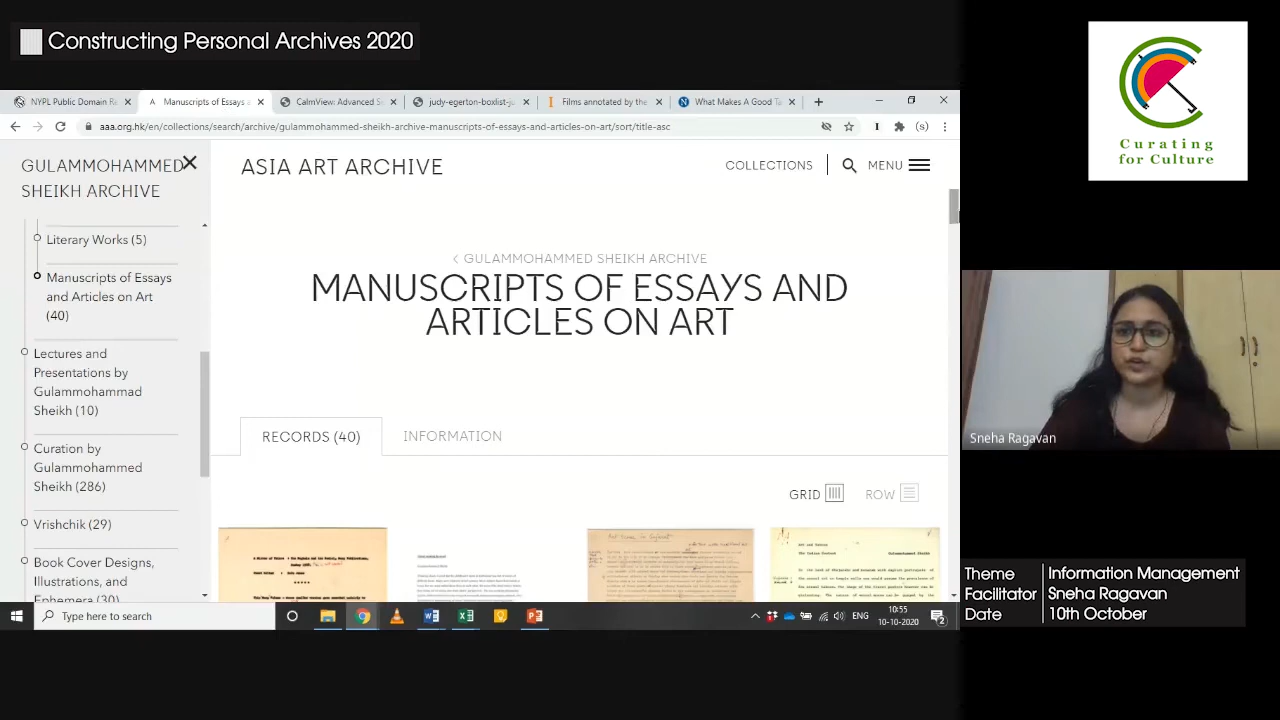 Constructing Personal Archives 2020
NYPL Public Domain R
Manuscripts of Essays a
CalmView: Advanced S
judy-egerton-boxlist-ju
Films annotated by the
What Makes A Good Ta
aaa.org.hk/en/collections/search/archive/gulammohammed-sheikh-archive-manuscripts-of-essays-and-articles-on-art/sort/title-asc
GULAMMOHAMMED
SHEIKH ARCHIVE
Literary Works (5)
Manuscripts of Essays
and Articles on Art
(40)
Lectures and
Presentations by
Gulammohammad
Sheikh (10)
Curation by
Gulammohammed
Sheikh (286)
Vrishchik (29)
Book Cover Designs,
Illustrations, and
ASIA ART ARCHIVE
COLLECTIONS
MENU
< GULAMMOHAMMED SHEIKH ARCHIVE
MANUSCRIPTS OF ESSAYS AND
ARTICLES ON ART
RECORDS (40)
INFORMATION
GRID
ROW
Type here to search
ENG
10:55
10-10-2020
2
Curating
for Culture
Sneha Ragavan
Theme Information Management
Facilitator Sneha Ragavan
Date 10th October